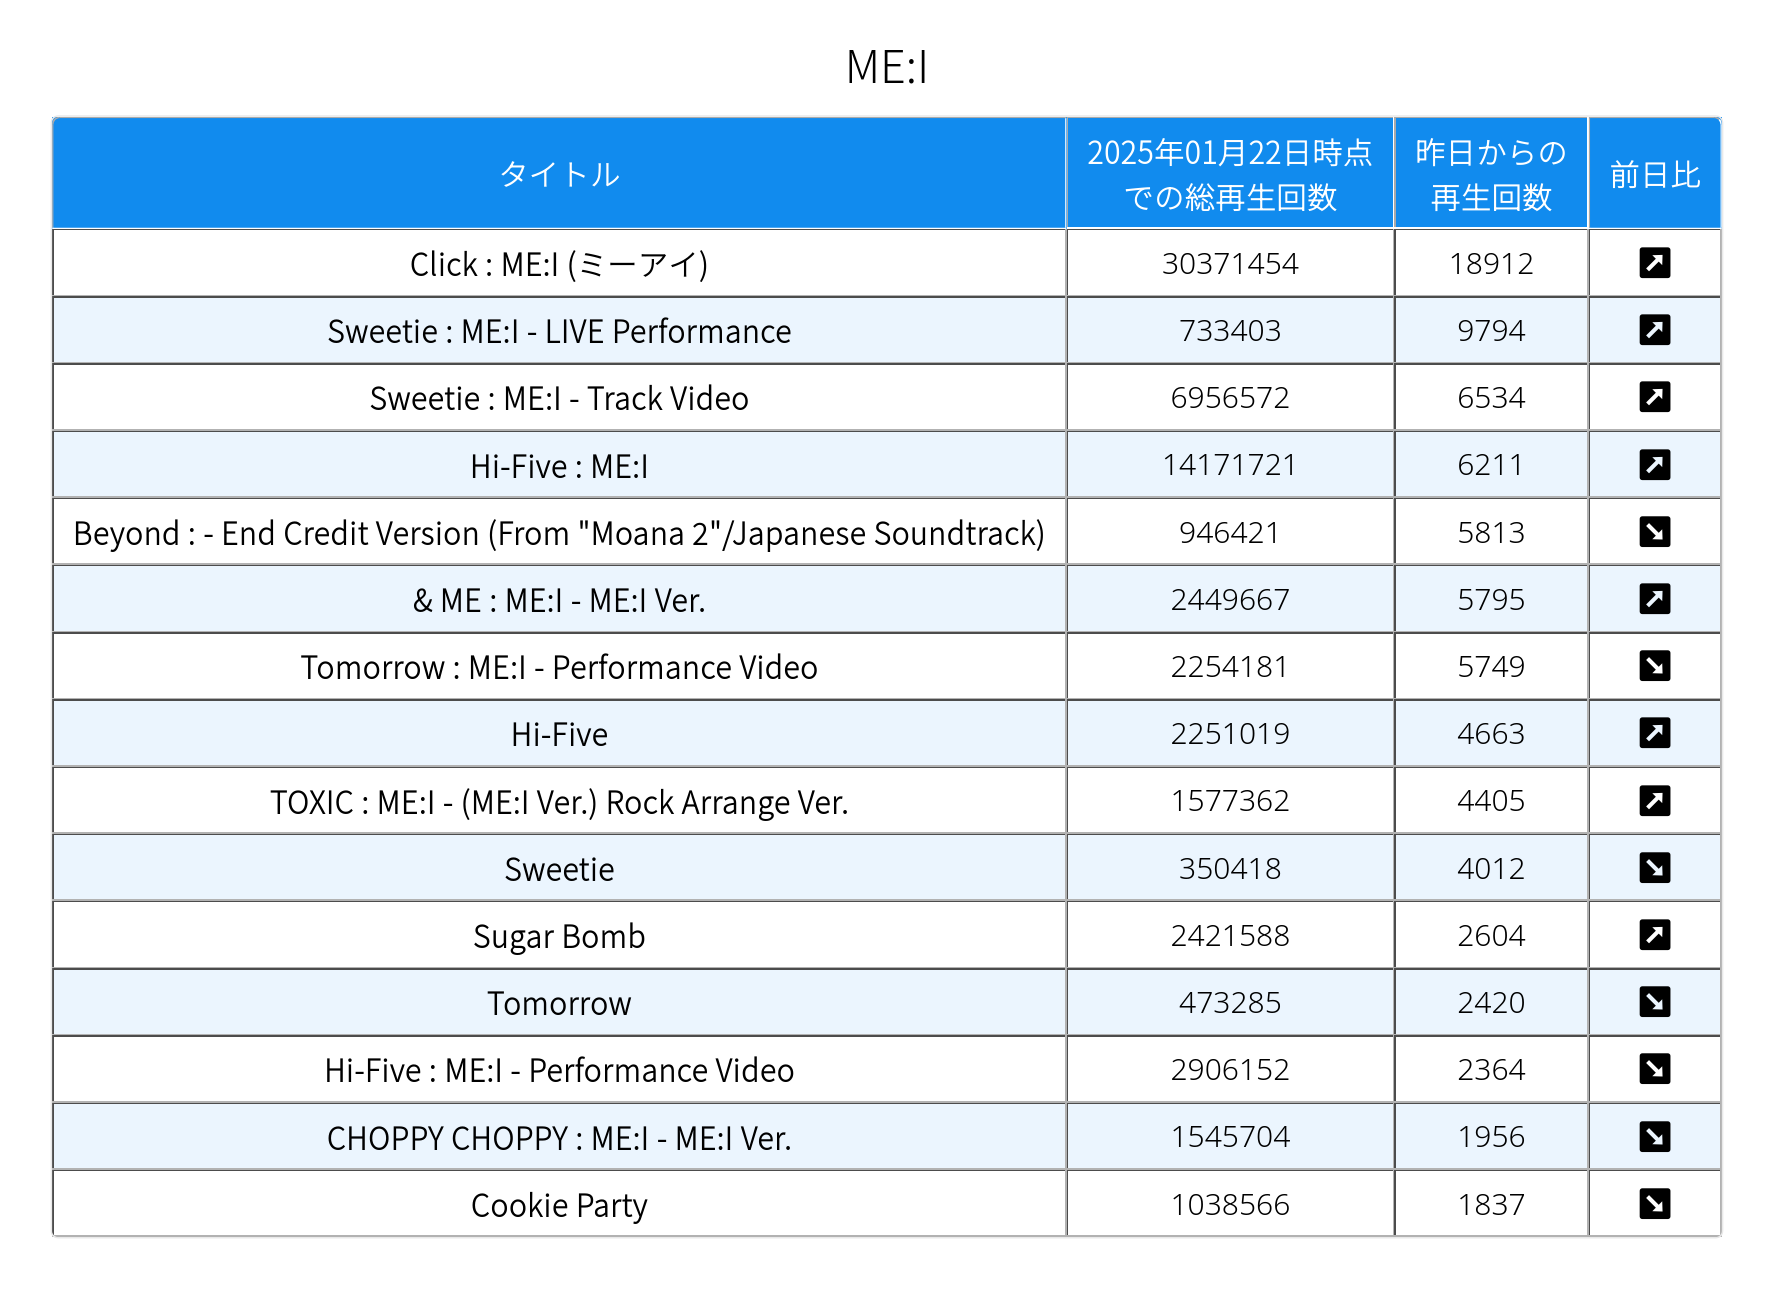 ME:I
タイトル
2025年01月22日時点
での総再生回数
昨日からの
再生回数
前日比
Click : ME:I (ミーアイ) 30371454 18912 ↗
Sweetie : ME:I - LIVE Performance 733403 9794 ↗
Sweetie : ME:I - Track Video 6956572 6534 ↗
Hi-Five : ME:I 14171721 6211 ↗
Beyond : - End Credit Version (From "Moana 2"/Japanese Soundtrack) 946421 5813 ↘
& ME : ME:I - ME:I Ver. 2449667 5795 ↗
Tomorrow : ME:I - Performance Video 2254181 5749 ↘
Hi-Five 2251019 4663 ↗
TOXIC : ME:I - (ME:I Ver.) Rock Arrange Ver. 1577362 4405 ↗
Sweetie 350418 4012 ↘
Sugar Bomb 2421588 2604 ↗
Tomorrow 473285 2420 ↘
Hi-Five : ME:I - Performance Video 2906152 2364 ↘
CHOPPY CHOPPY : ME:I - ME:I Ver. 1545704 1956 ↘
Cookie Party 1038566 1837 ↘